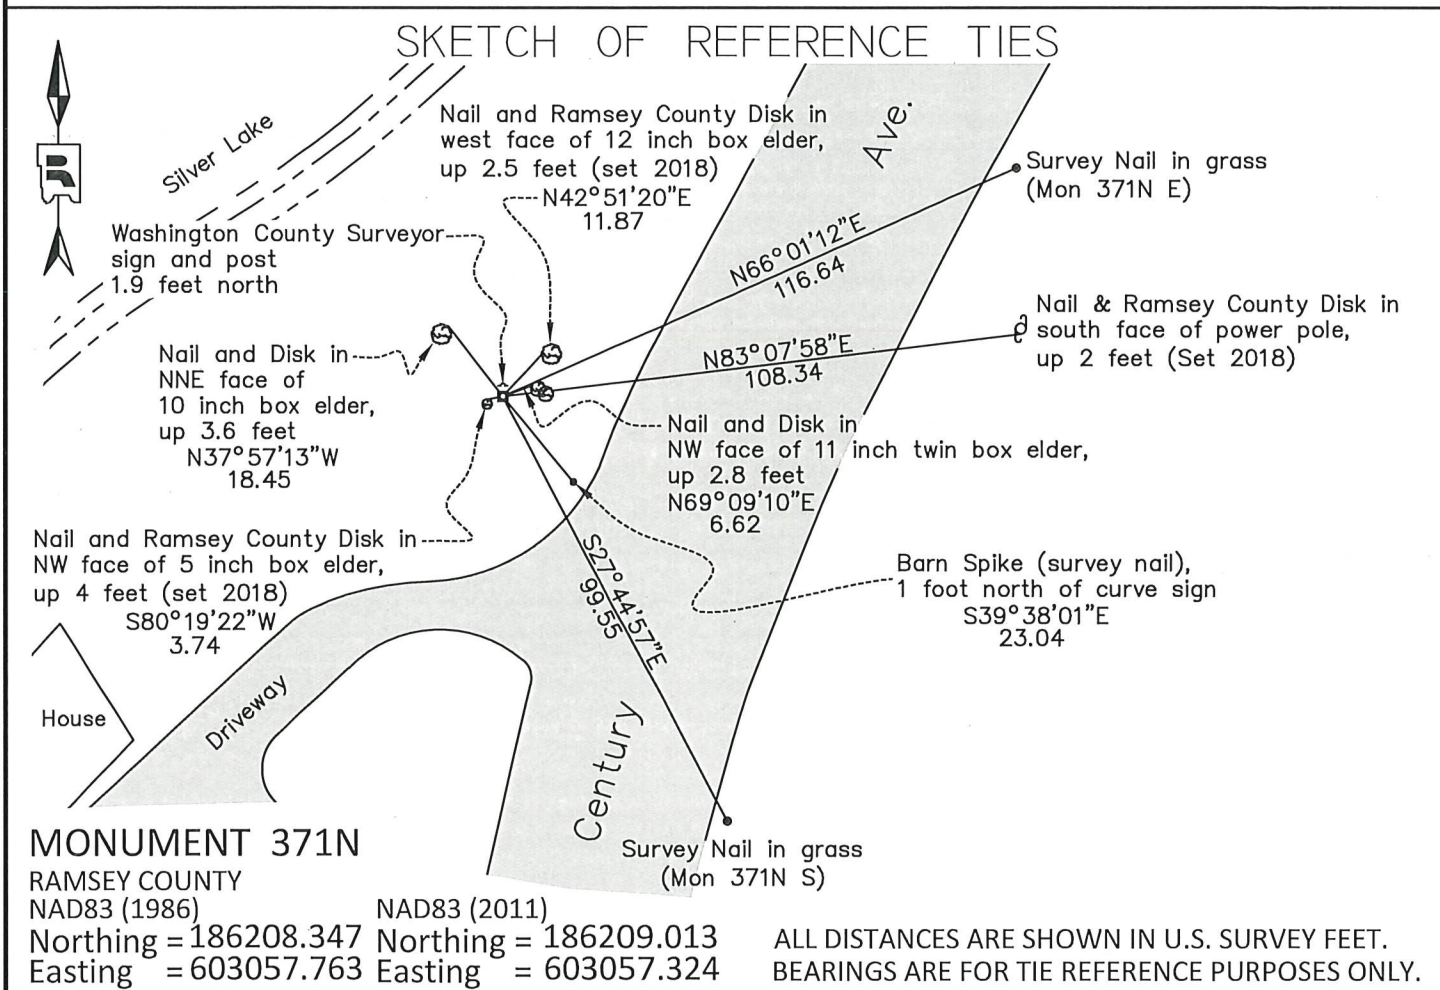 SKETCH OF REFERENCE TIES
R
Silver Lake
Nail and Ramsey County Disk in
west face of 12 inch box elder,
up 2.5 feet (set 2018)
N42°51'20"E
11.87
Ave.
Survey Nail in grass
(Mon 371N E)
Washington County Surveyor
sign and post
1.9 feet north
N66°01'12"E
116.64
Nail & Ramsey County Disk in
south face of power pole,
up 2 feet (Set 2018)
N83°07'58"E
108.34
Nail and Disk in
NNE face of
10 inch box elder,
up 3.6 feet
N37°57'13"W
18.45
Nail and Disk in
NW face of 11 inch twin box elder,
up 2.8 feet
N69°09'10"E
6.62
Nail and Ramsey County Disk in
NW face of 5 inch box elder,
up 4 feet (set 2018)
S80°19'22"W
3.74
S27°44'57"E
99.55
Barn Spike (survey nail),
1 foot north of curve sign
S39°38'01"E
23.04
House
Driveway
Century
Survey Nail in grass
(Mon 371N S)
MONUMENT 371N
RAMSEY COUNTY
NAD83 (1986)
Northing = 186208.347
Easting = 603057.763
NAD83 (2011)
Northing = 186209.013
Easting = 603057.324
ALL DISTANCES ARE SHOWN IN U.S. SURVEY FEET.
BEARINGS ARE FOR TIE REFERENCE PURPOSES ONLY.